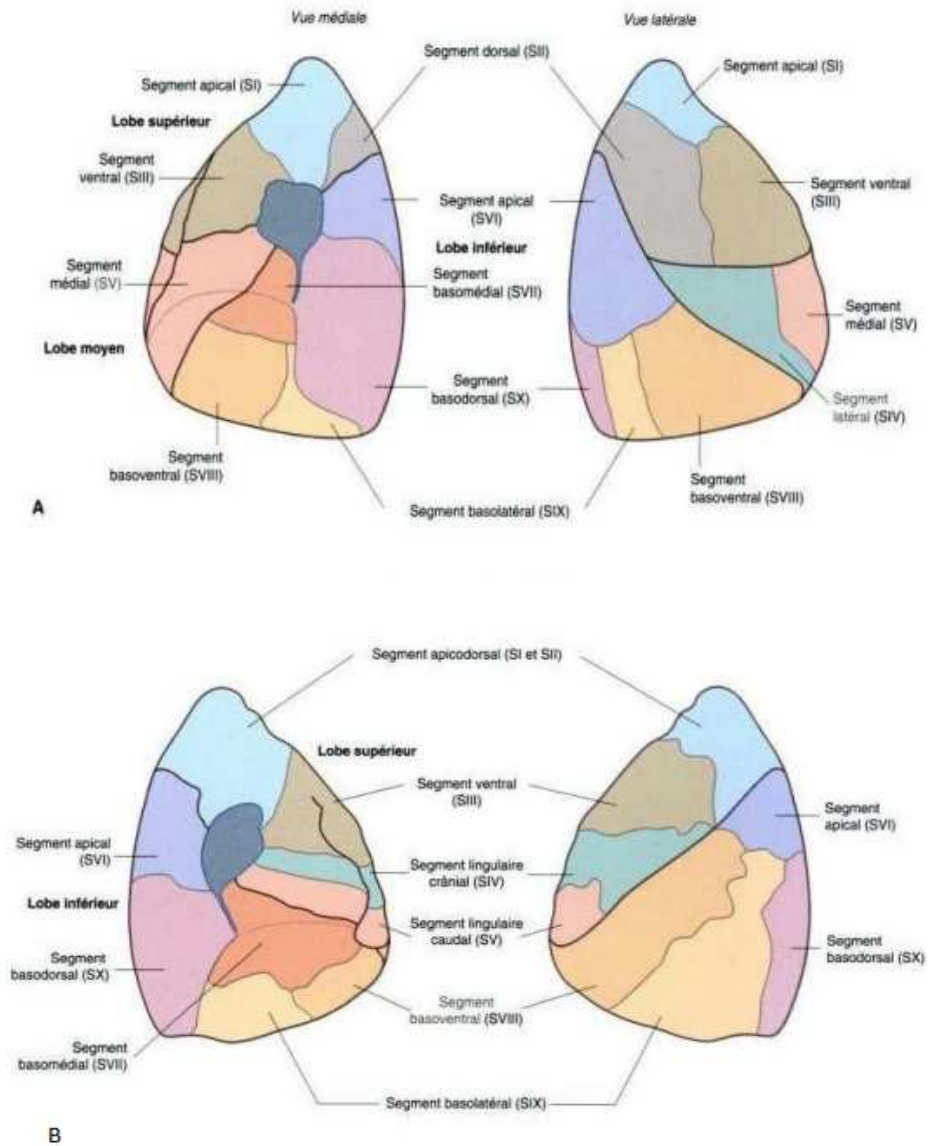 Vue médiale
Vue latérale
Segment dorsal (SII)
Segment apical (SI)
Segment apical (SI)
Lobe supérieur
Segment
ventral (SIII)
Segment ventral
(SIII)
Segment apical
(SVI)
Lobe inférieur
Segment
médial (SV)
Segment
basomédial (SVII)
Segment
médial (SV)
Lobe moyen
Segment
basodorsal (SX)
Segment
latéral (SIV)
Segment
basoventral (SVIII)
Segment
basoventral (SVIII)
A
Segment basolatéral (SIX)
Segment apicodorsal (SI et SII)
Lobe supérieur
Segment ventral
(SIII)
Segment apical
(SVI)
Segment
apical (SVI)
Segment lingulaire
crânial (SIV)
Lobe inférieur
Segment lingulaire
caudal (SV)
Segment
basodorsal (SX)
Segment
basodorsal (SX)
Segment
basoventral (SVIII)
Segment
basomédial (SVII)
Segment basolatéral (SIX)
B